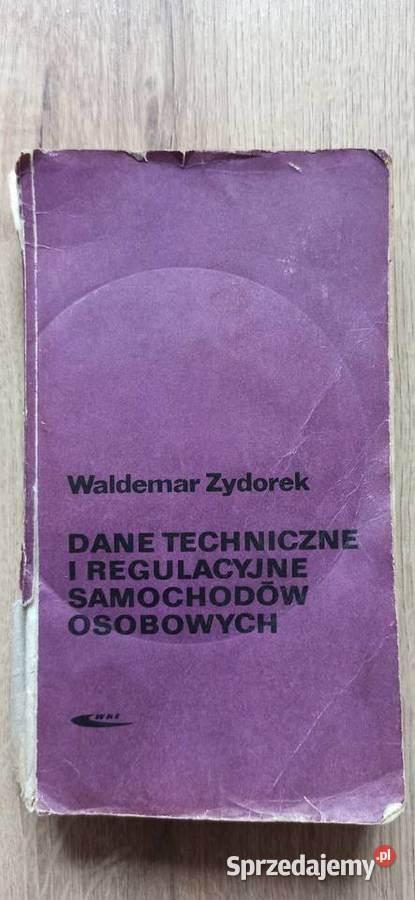 Waldemar Zydorek
DANE TECHNICZNE
I REGULACYJNE
SAMOCHODÓW
OSOBOWYCH
WKŁ
Sprzedajemy.pl